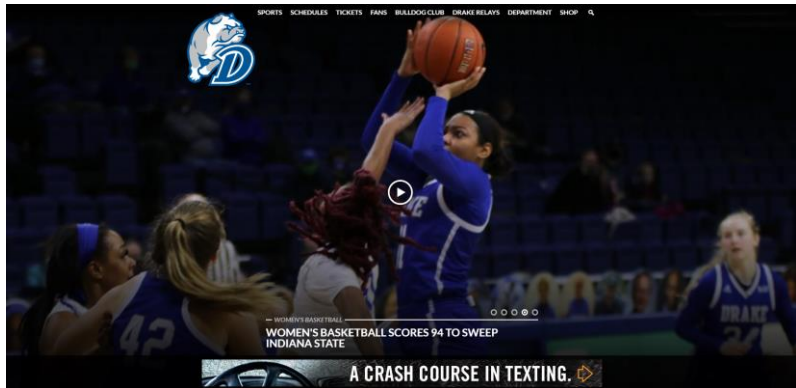 SPORTS SCHEDULES TICKETS FANS BULLDOG CLUB DRAKE RELAYS DEPARTMENT SHOP
D
WOMEN'S BASKETBALL
WOMEN'S BASKETBALL SCORES 94 TO SWEEP
INDIANA STATE
42
DRAKE
24
A CRASH COURSE IN TEXTING.